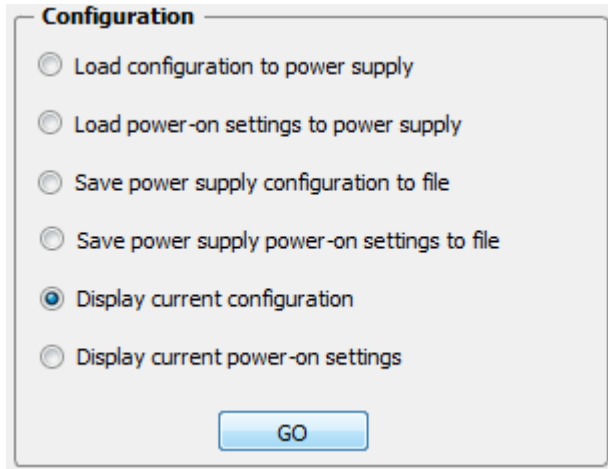 Configuration
Load configuration to power supply
Load power-on settings to power supply
Save power supply configuration to file
Save power supply power-on settings to file
Display current configuration
Display current power-on settings
GO